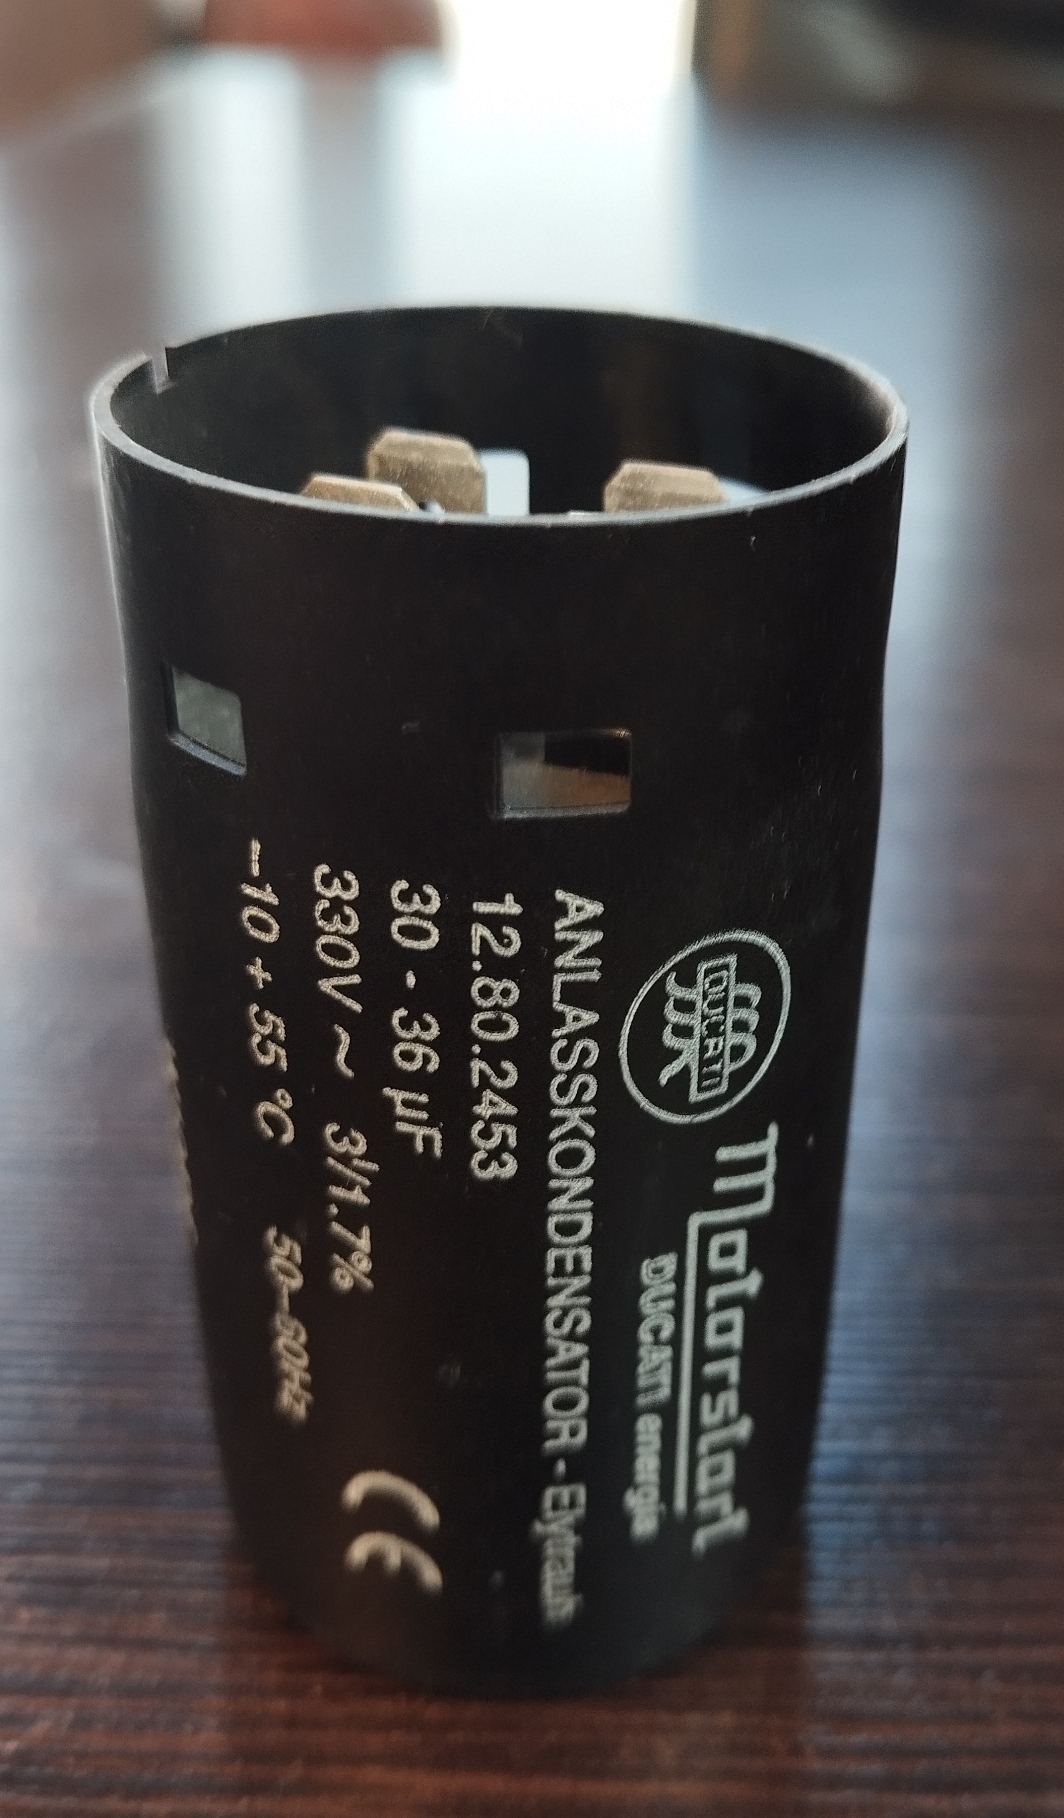 DUCATI
Motorstart
DUCATI energia
ANLASSKONDENSATOR - Elytrauh
12.80.2453
30 - 36 µF
330V ~ 3'/1.7%
-10 + 55 °C 50-60Hz
CE